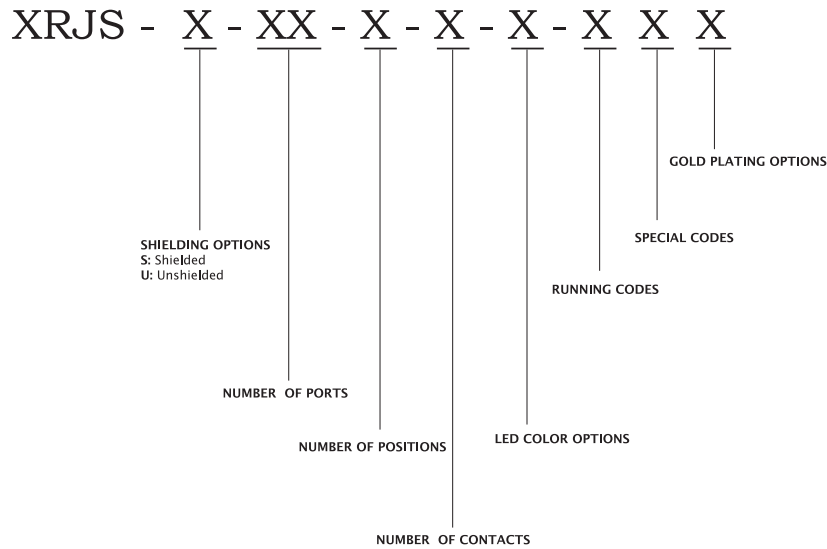 XRJS - X - XX - X - X - X - X X X
GOLD PLATING OPTIONS
SPECIAL CODES
SHIELDING OPTIONS
S: Shielded
U: Unshielded
RUNNING CODES
NUMBER OF PORTS
NUMBER OF POSITIONS
LED COLOR OPTIONS
NUMBER OF CONTACTS